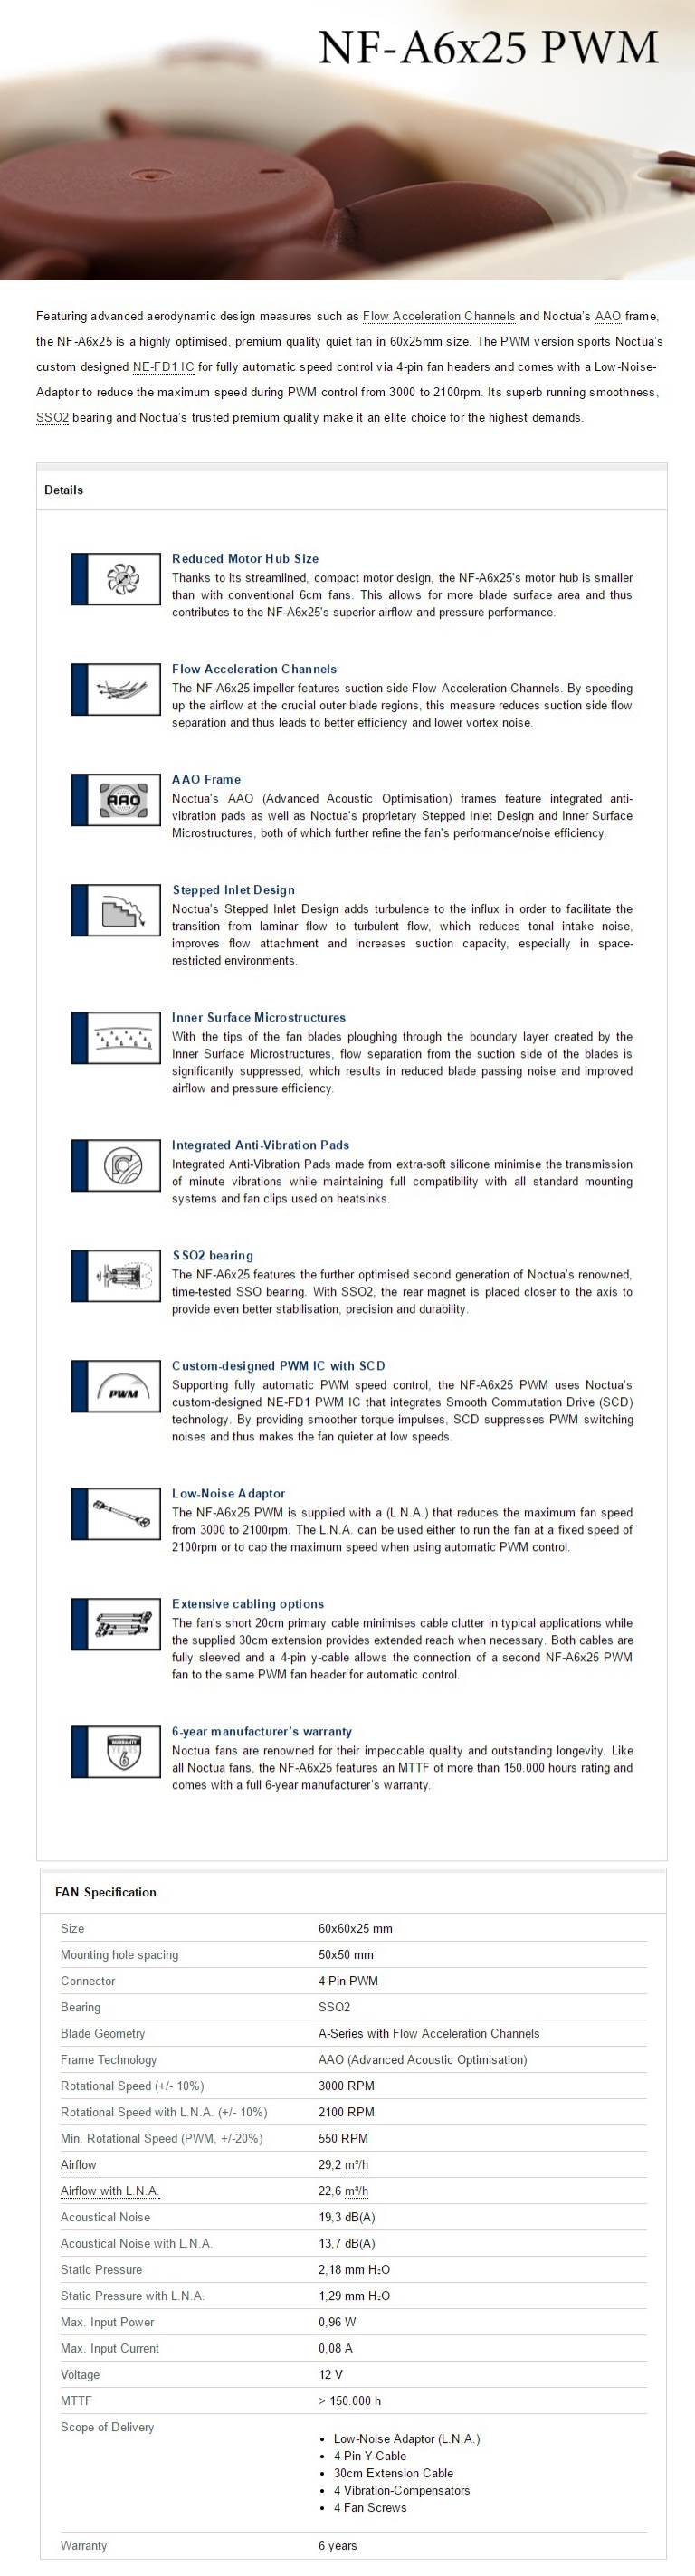 NF-A6x25 PWM
Featuring advanced aerodynamic design measures such as Flow Acceleration Channels and Noctua's AAO frame,
the NF-A6x25 is a highly optimised, premium quality quiet fan in 60x25mm size. The PWM version sports Noctua's
custom designed NE-FD1 IC for fully automatic speed control via 4-pin fan headers and comes with a Low-Noise-
Adaptor to reduce the maximum speed during PWM control from 3000 to 2100rpm. Its superb running smoothness,
SSO2 bearing and Noctua's trusted premium quality make it an elite choice for the highest demands.
Details
Reduced Motor Hub Size
Thanks to its streamlined, compact motor design, the NF-A6x25's motor hub is smaller
than with conventional 6cm fans. This allows for more blade surface area and thus
contributes to the NF-A6x25's superior airflow and pressure performance.
Flow Acceleration Channels
The NF-A6x25 impeller features suction side Flow Acceleration Channels. By speeding
up the airflow at the crucial outer blade regions, this measure reduces suction side flow
separation and thus leads to better efficiency and lower vortex noise.
AAO
AAO Frame
Noctua's AAO (Advanced Acoustic Optimisation) frames feature integrated anti-
vibration pads as well as Noctua's proprietary Stepped Inlet Design and Inner Surface
Microstructures, both of which further refine the fan's performance/noise efficiency.
Stepped Inlet Design
Noctua's Stepped Inlet Design adds turbulence to the influx in order to facilitate the
transition from laminar flow to turbulent flow, which reduces tonal intake noise,
improves flow attachment and increases suction capacity, especially in space-
restricted environments.
Inner Surface Microstructures
With the tips of the fan blades ploughing through the boundary layer created by the
Inner Surface Microstructures, flow separation from the suction side of the blades is
significantly suppressed, which results in reduced blade passing noise and improved
airflow and pressure efficiency.
Integrated Anti-Vibration Pads
Integrated Anti-Vibration Pads made from extra-soft silicone minimise the transmission
of minute vibrations while maintaining full compatibility with all standard mounting
systems and fan clips used on heatsinks.
SSO2 bearing
The NF-A6x25 features the further optimised second generation of Noctua's renowned,
time-tested SSO bearing. With SSO2, the rear magnet is placed closer to the axis to
provide even better stabilisation, precision and durability.
PWM
Custom-designed PWM IC with SCD
Supporting fully automatic PWM speed control, the NF-A6x25 PWM uses Noctua's
custom-designed NE-FD1 PWM IC that integrates Smooth Commutation Drive (SCD)
technology. By providing smoother torque impulses, SCD suppresses PWM switching
noises and thus makes the fan quieter at low speeds.
Low-Noise Adaptor
The NF-A6x25 PWM is supplied with a (L.N.A.) that reduces the maximum fan speed
from 3000 to 2100rpm. The L.N.A. can be used either to run the fan at a fixed speed of
2100rpm or to cap the maximum speed when using automatic PWM control.
Extensive cabling options
The fan's short 20cm primary cable minimises cable clutter in typical applications while
the supplied 30cm extension provides extended reach when necessary. Both cables are
fully sleeved and a 4-pin y-cable allows the connection of a second NF-A6x25 PWM
fan to the same PWM fan header for automatic control.
WARRANTY
YEARS
6
6-year manufacturer's warranty
Noctua fans are renowned for their impeccable quality and outstanding longevity. Like
all Noctua fans, the NF-A6x25 features an MTTF of more than 150.000 hours rating and
comes with a full 6-year manufacturer's warranty.
FAN Specification
Size 60x60x25 mm
Mounting hole spacing 50x50 mm
Connector 4-Pin PWM
Bearing SSO2
Blade Geometry A-Series with Flow Acceleration Channels
Frame Technology AAO (Advanced Acoustic Optimisation)
Rotational Speed (+/- 10%) 3000 RPM
Rotational Speed with L.N.A. (+/- 10%) 2100 RPM
Min. Rotational Speed (PWM, +/-20%) 550 RPM
Airflow 29,2 m³/h
Airflow with L.N.A. 22,6 m³/h
Acoustical Noise 19,3 dB(A)
Acoustical Noise with L.N.A. 13,7 dB(A)
Static Pressure 2,18 mm H₂O
Static Pressure with L.N.A. 1,29 mm H₂O
Max. Input Power 0,96 W
Max. Input Current 0,08 A
Voltage 12 V
MTTF > 150.000 h
Scope of Delivery
• Low-Noise Adaptor (L.N.A.)
• 4-Pin Y-Cable
• 30cm Extension Cable
• 4 Vibration-Compensators
• 4 Fan Screws
Warranty 6 years